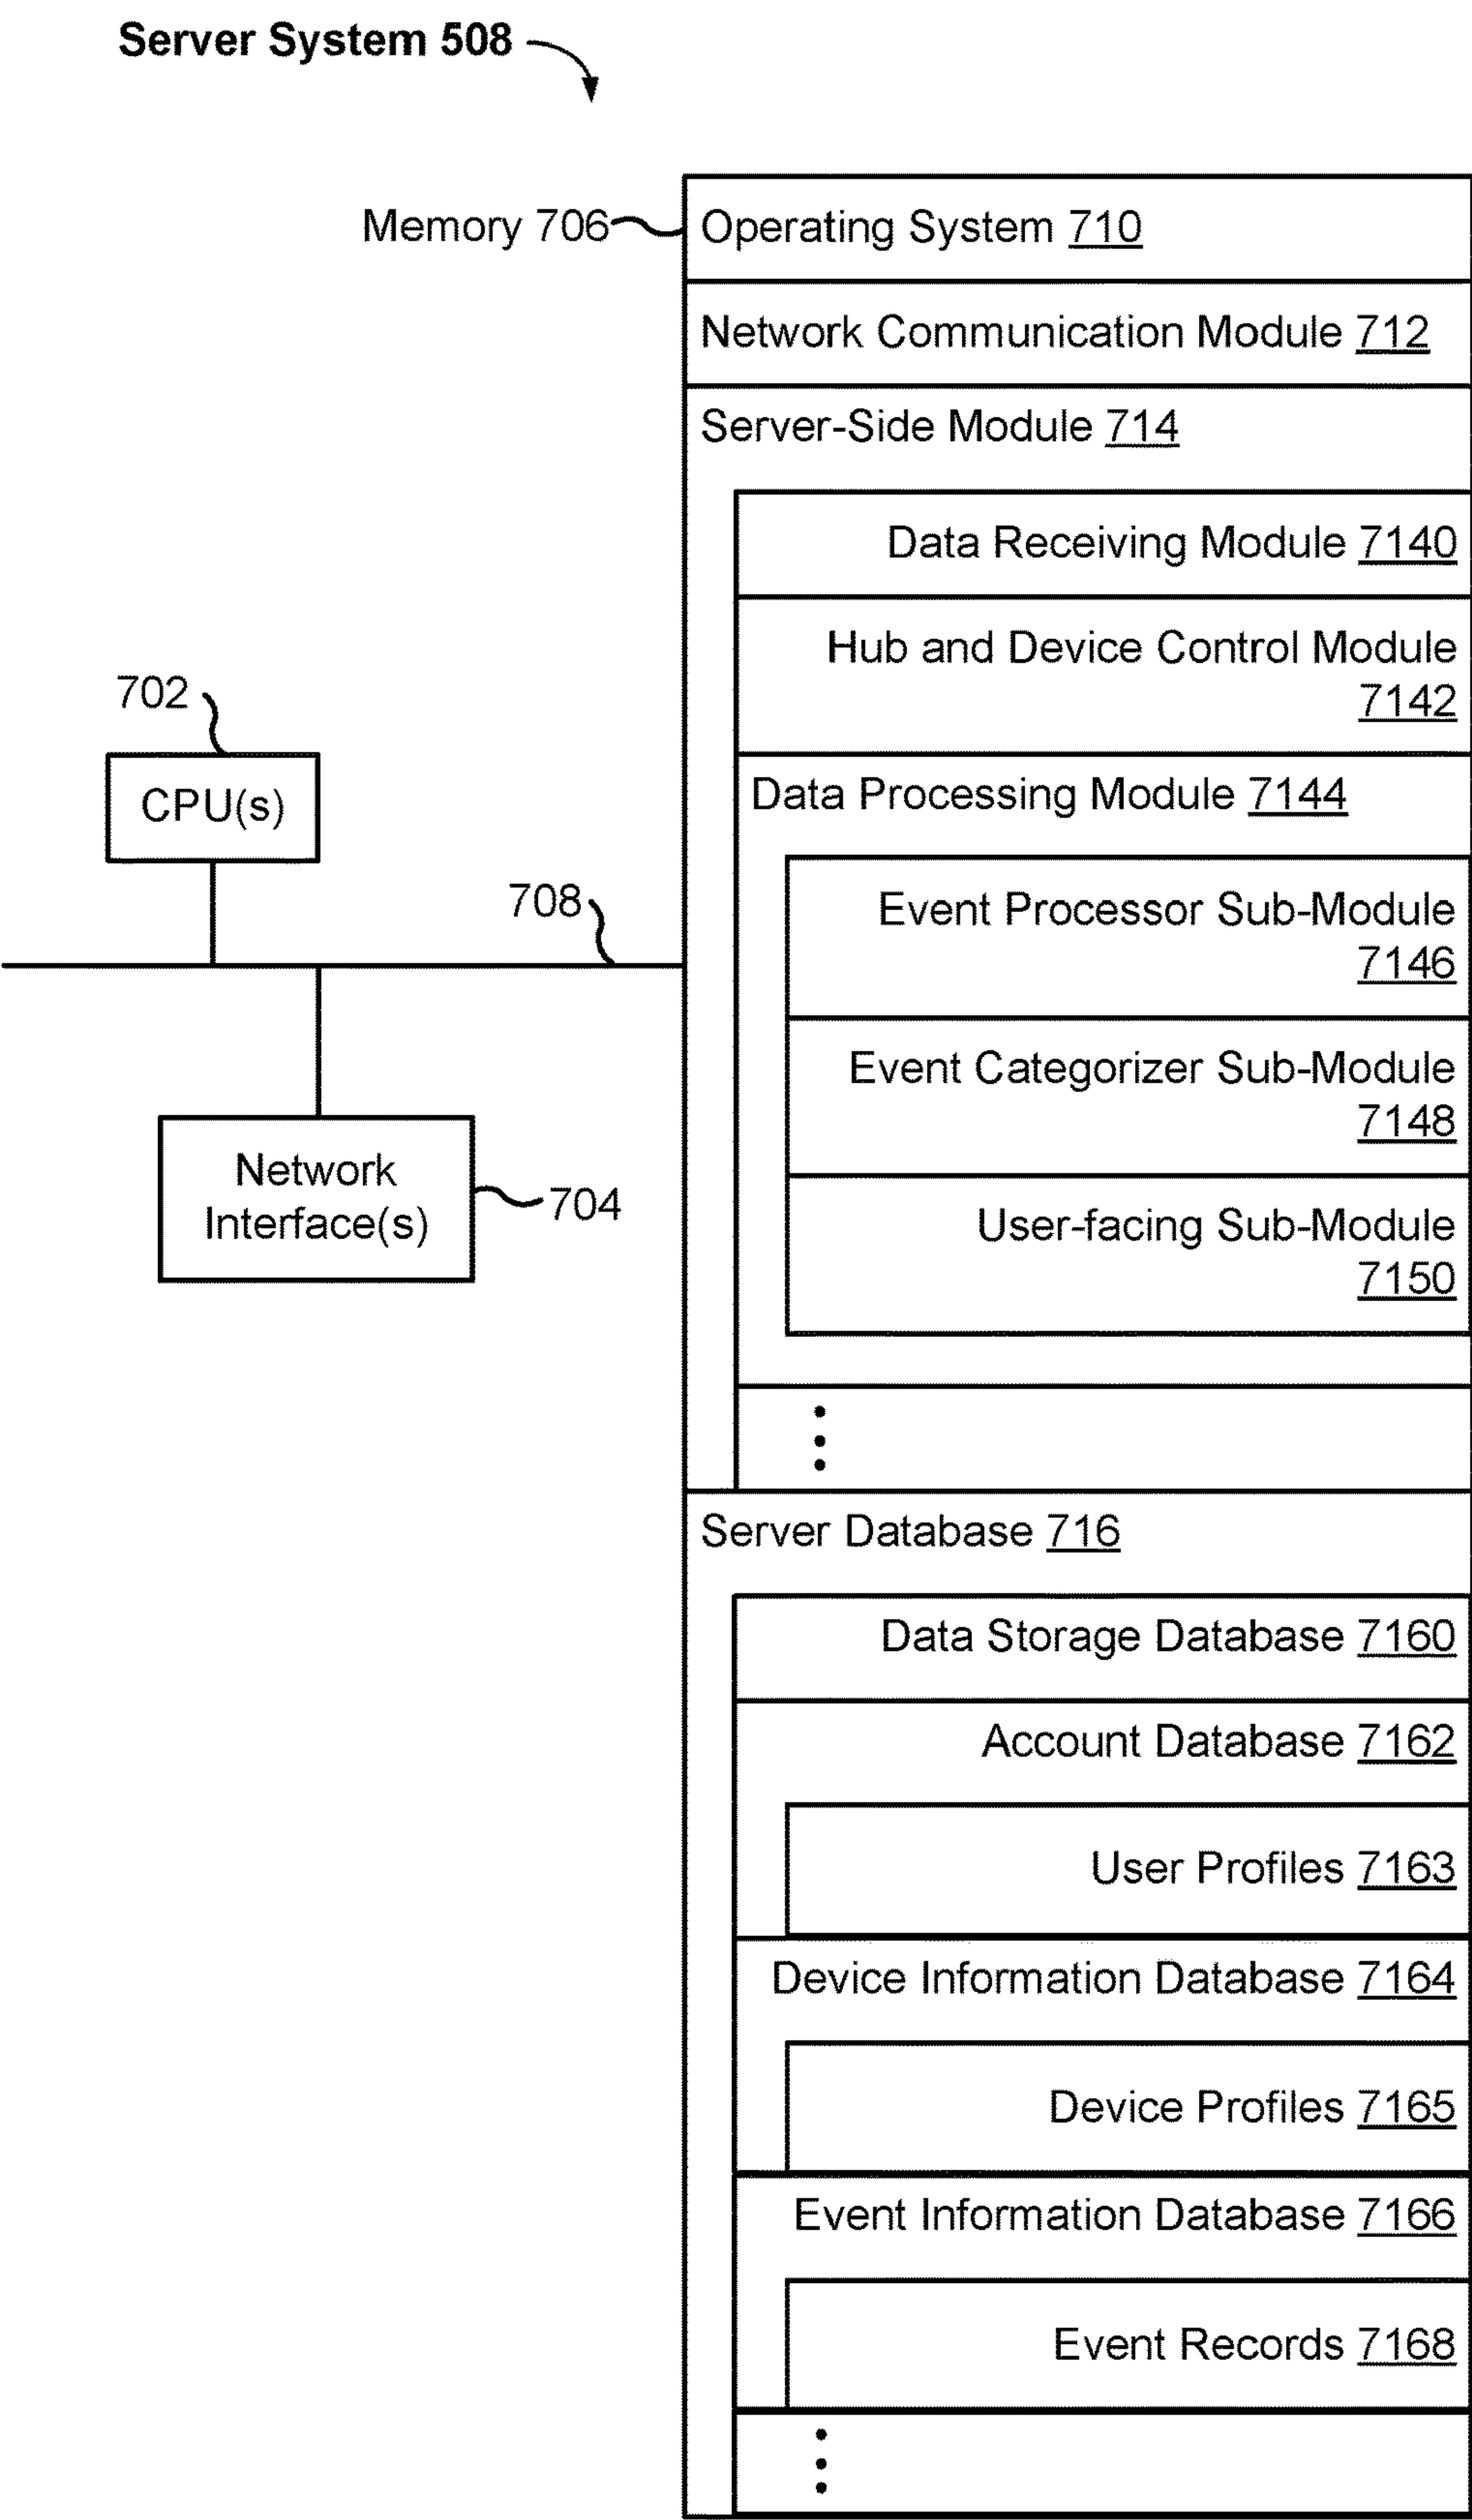 Server System 508
Memory 706
Operating System 710
Network Communication Module 712
Server-Side Module 714
Data Receiving Module 7140
Hub and Device Control Module
7142
702
CPU(s)
Data Processing Module 7144
708
Event Processor Sub-Module
7146
Event Categorizer Sub-Module
7148
Network
Interface(s)
704
User-facing Sub-Module
7150
Server Database 716
Data Storage Database 7160
Account Database 7162
User Profiles 7163
Device Information Database 7164
Device Profiles 7165
Event Information Database 7166
Event Records 7168